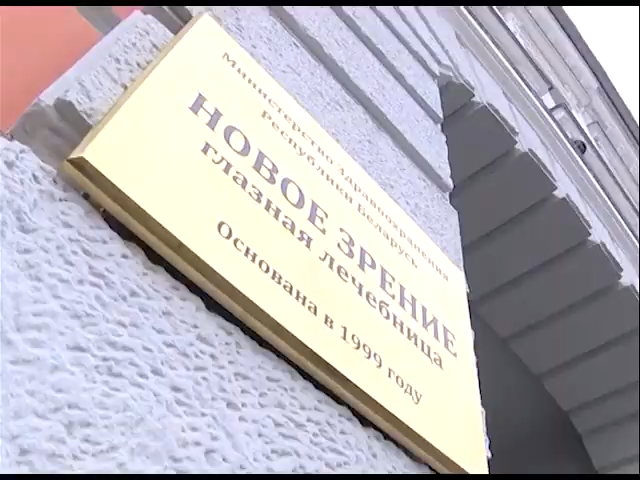 Министерство Здравоохранения
Республики Беларусь
НОВОЕ ЗРЕНИЕ
глазная лечебница
Основана в 1999 году